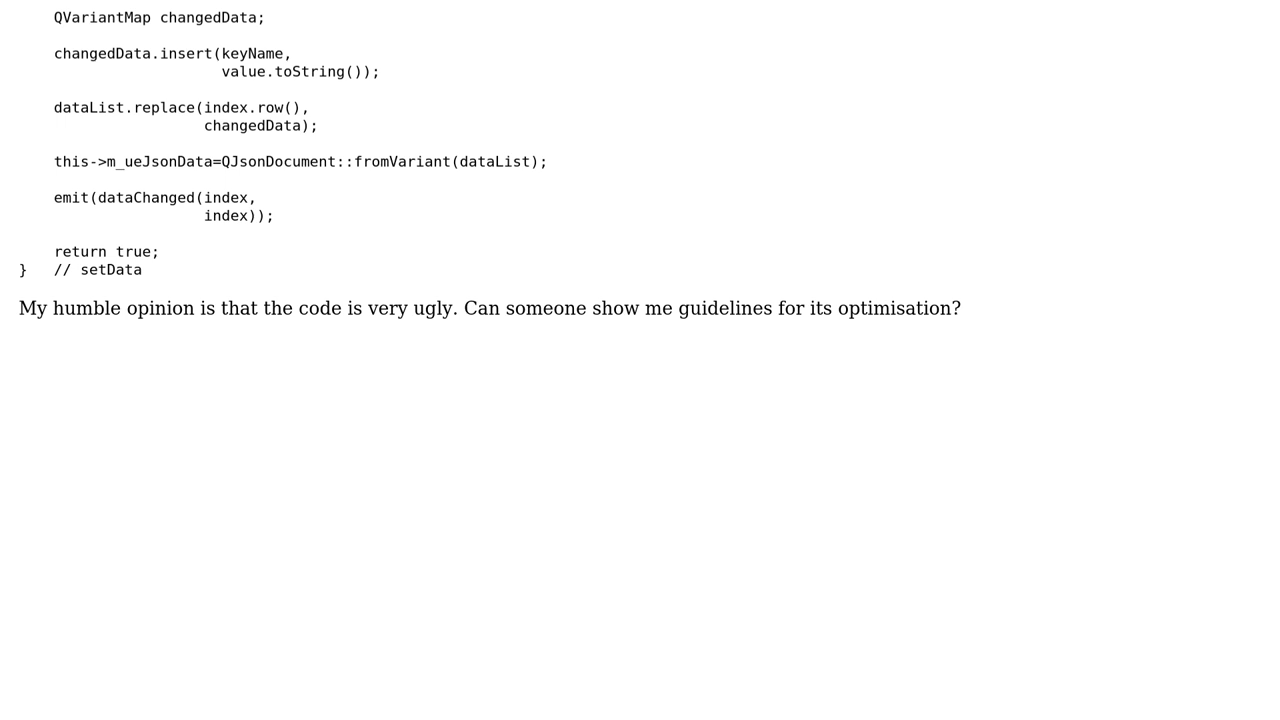 QVariantMap changedData;
    changedData.insert(keyName,
                       value.toString());
    dataList.replace(index.row(),
                     changedData);
    this->m_ueJsonData=QJsonDocument::fromVariant(dataList);
    emit(dataChanged(index,
                     index));
    return true;
}   // setData
My humble opinion is that the code is very ugly. Can someone show me guidelines for its optimisation?